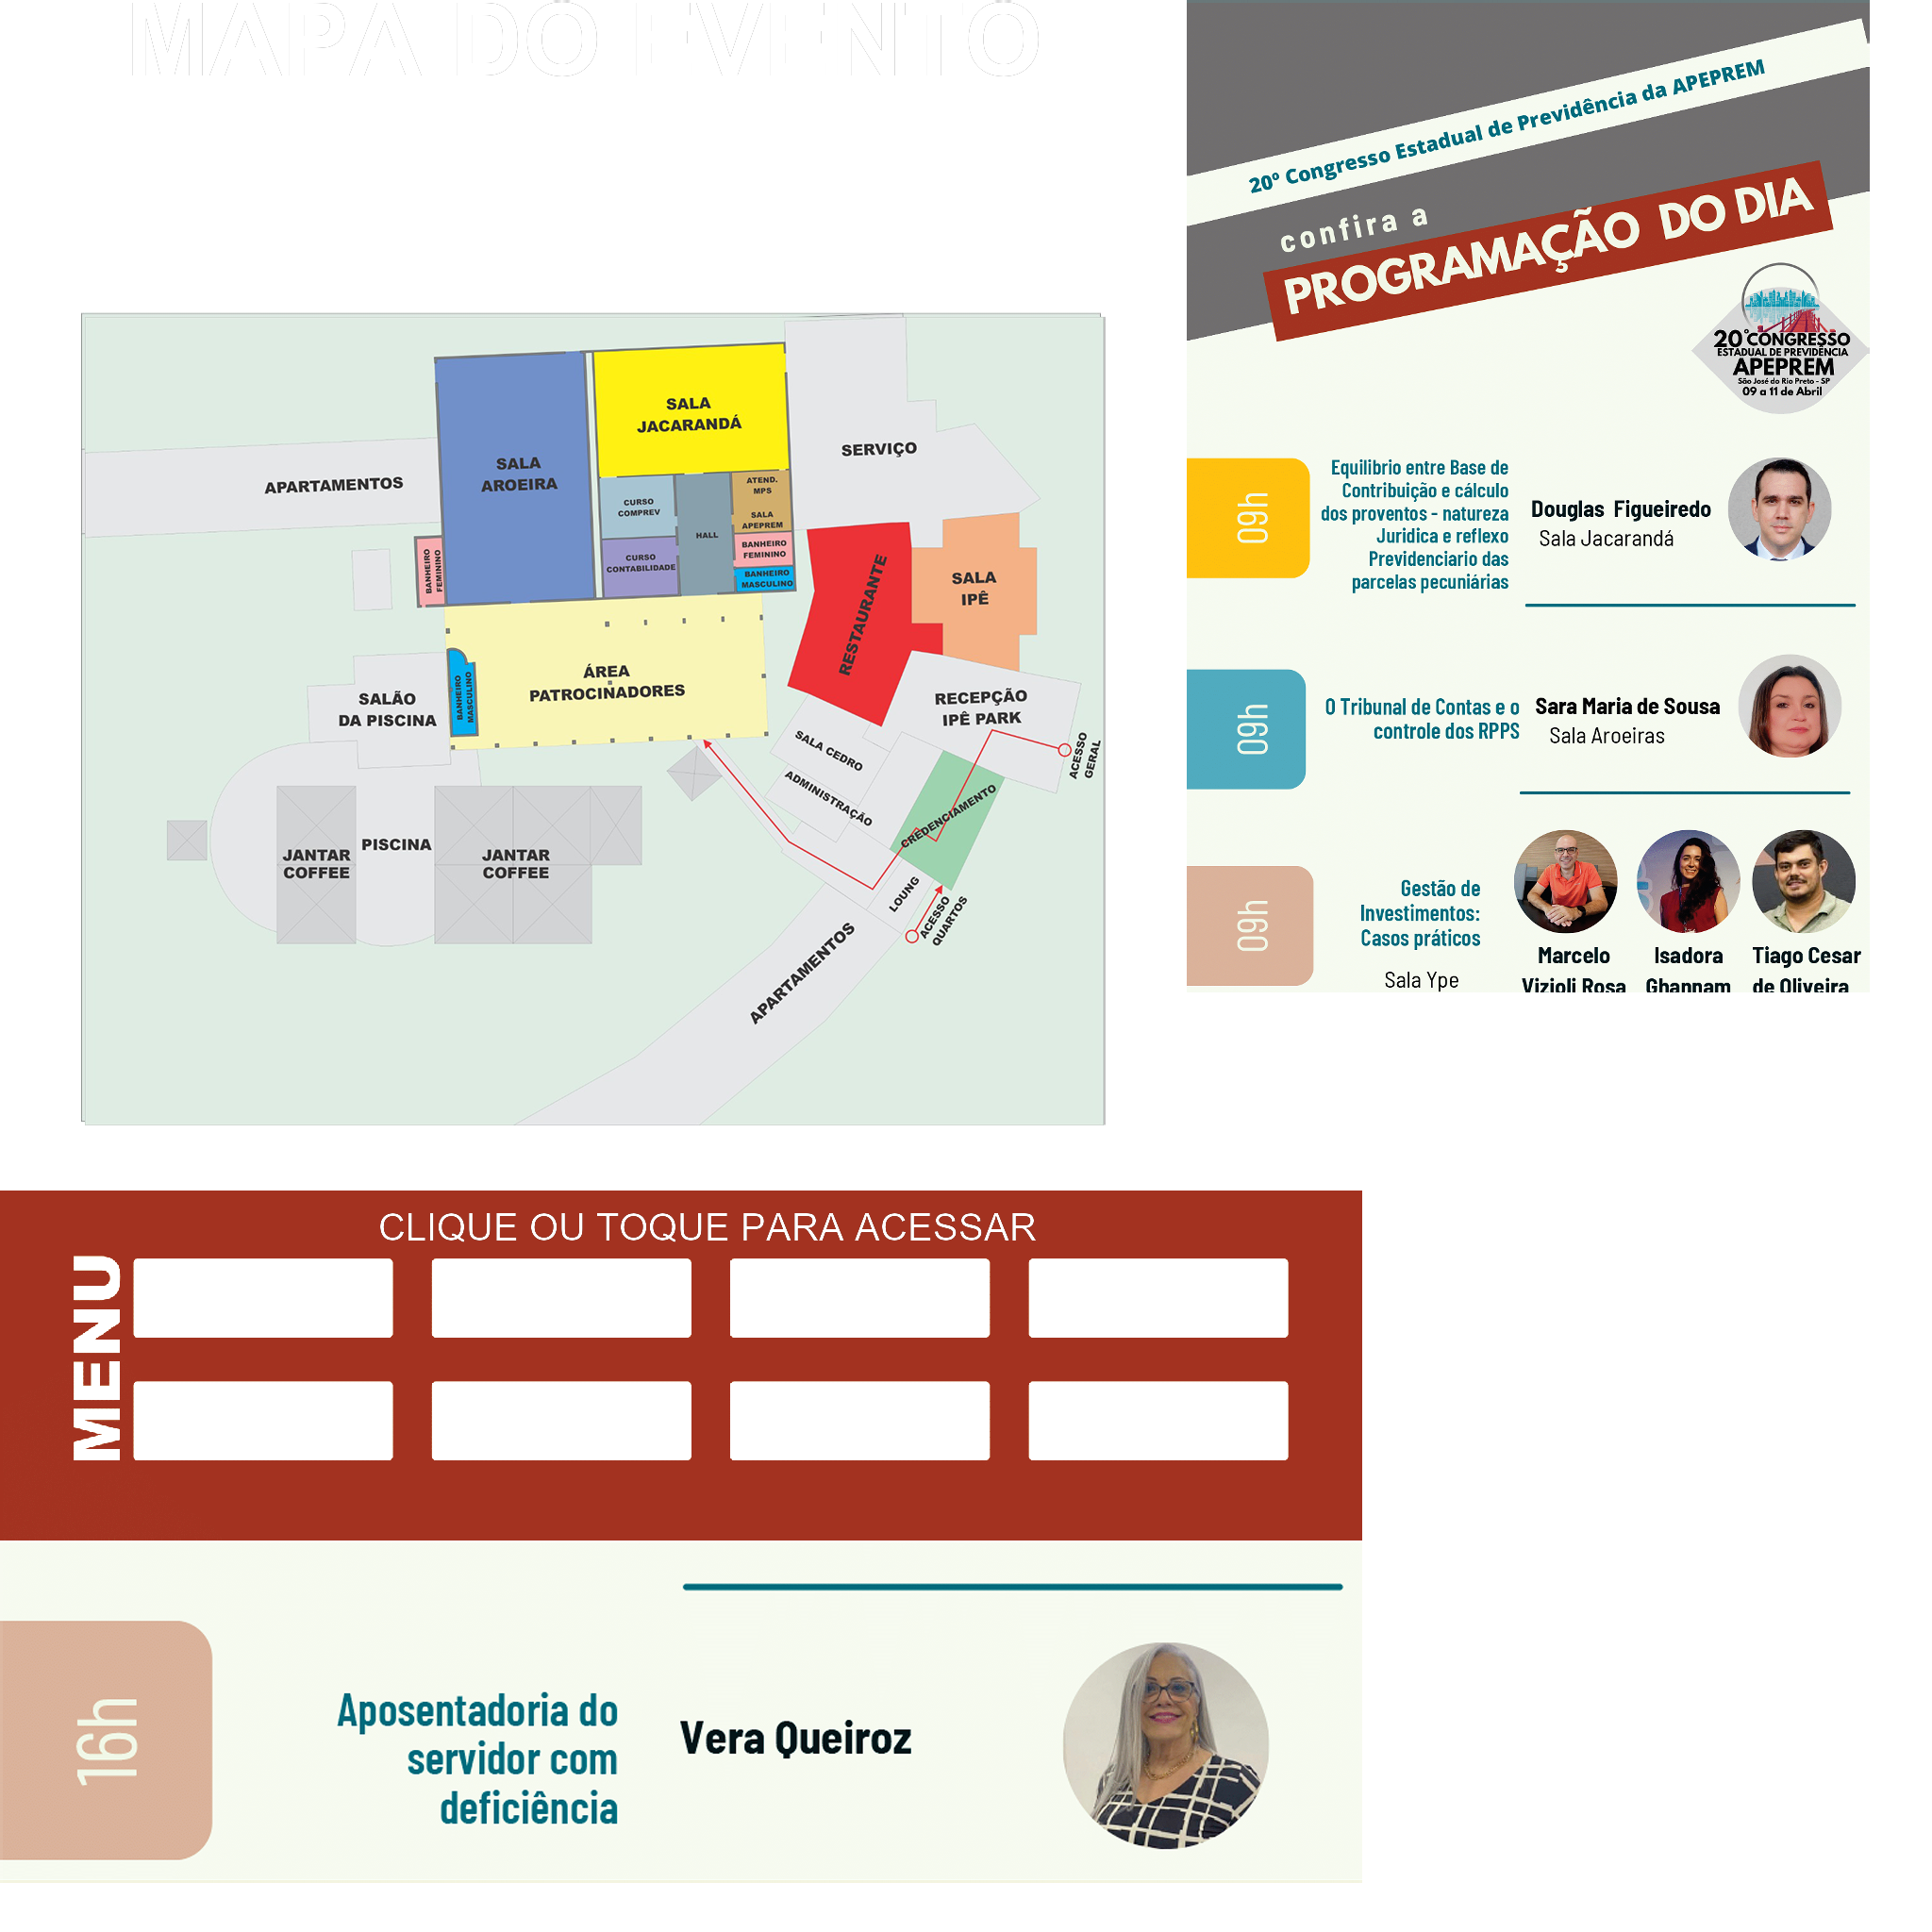 MAPA DO EVENTO
SALA
AROEIRA
SALA
JACARANDÁ
SERVIÇO
APARTAMENTOS
CURSO
COMPREV
HALL
ATEND.
MPS
SALA
APEPREM
BANHEIRO
FEMININO
CURSO
CONTABILIDADE
BANHEIRO
FEMININO
BANHEIRO
MASCULINO
RESTAURANTE
SALA
IPÊ
ÁREA
PATROCINADORES
BANHEIRO
MASCULINO
SALÃO
DA PISCINA
RECEPÇÃO
IPÊ PARK
SALA CEDRO
ADMINISTRAÇÃO
CREDENCIAMENTO
ACESSO
GERAL
JANTAR
COFFEE
PISCINA
JANTAR
COFFEE
LOUNG
ACESSO
QUARTOS
APARTAMENTOS
20º Congresso Estadual de Previdência da APEPREM
confira a
PROGRAMAÇÃO DO DIA
20º CONGRESSO
ESTADUAL DE PREVIDÊNCIA
APEPREM
São José do Rio Preto - SP
09 a 11 de Abril
09h
Equilibrio entre Base de
Contribuição e cálculo
dos proventos - natureza
Juridica e reflexo
Previdenciario das
parcelas pecuniárias
Douglas Figueiredo
Sala Jacarandá
09h
O Tribunal de Contas e o
controle dos RPPS
Sara Maria de Sousa
Sala Aroeiras
09h
Gestão de
Investimentos:
Casos práticos
Sala Ype
Marcelo
Vizioli Rosa
Isadora
Ghannam
Tiago Cesar
de Oliveira
CLIQUE OU TOQUE PARA ACESSAR
MENU
16h
Aposentadoria do
servidor com
deficiência
Vera Queiroz